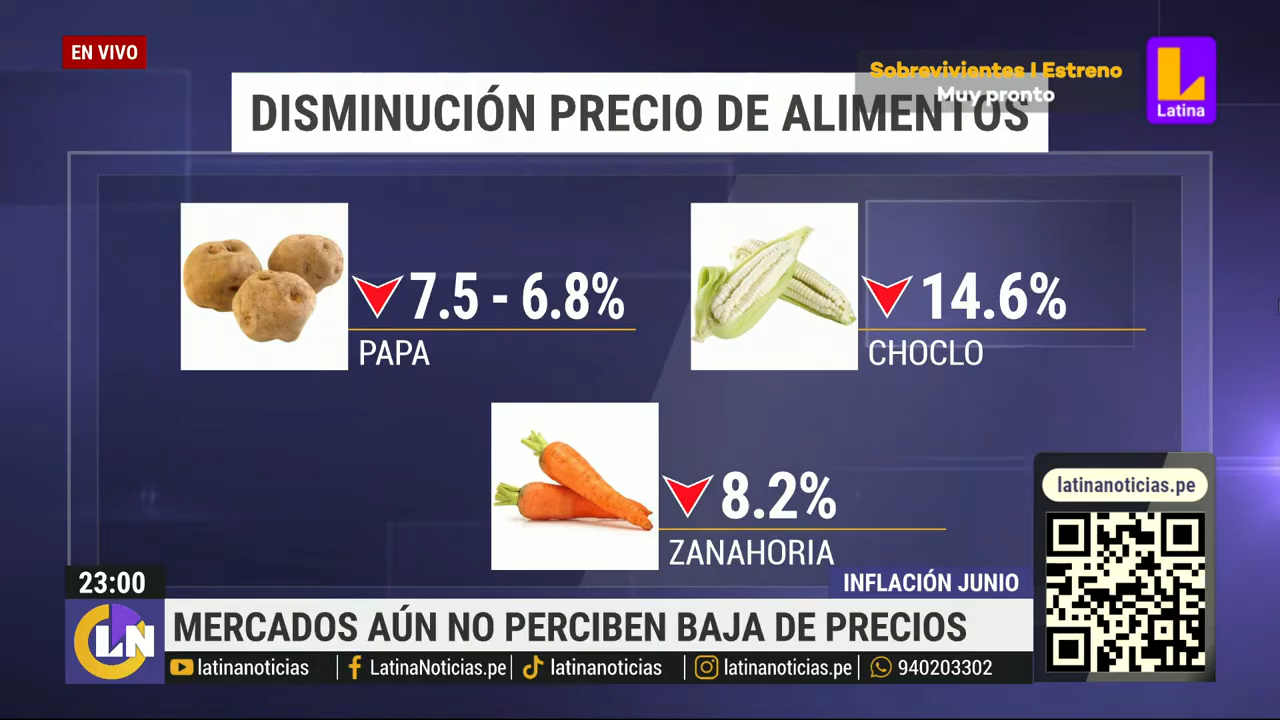 EN VIVO
Sobrevivientes | Estreno
Muy pronto
Latina
DISMINUCIÓN PRECIO DE ALIMENTOS
7.5 - 6.8%
PAPA
14.6%
CHOCLO
8.2%
ZANAHORIA
latinanoticias.pe
23:00
INFLACIÓN JUNIO
LN
MERCADOS AÚN NO PERCIBEN BAJA DE PRECIOS
latinanoticias | LatinaNoticias.pe | latinanoticias | latinanoticias.pe | 940203302